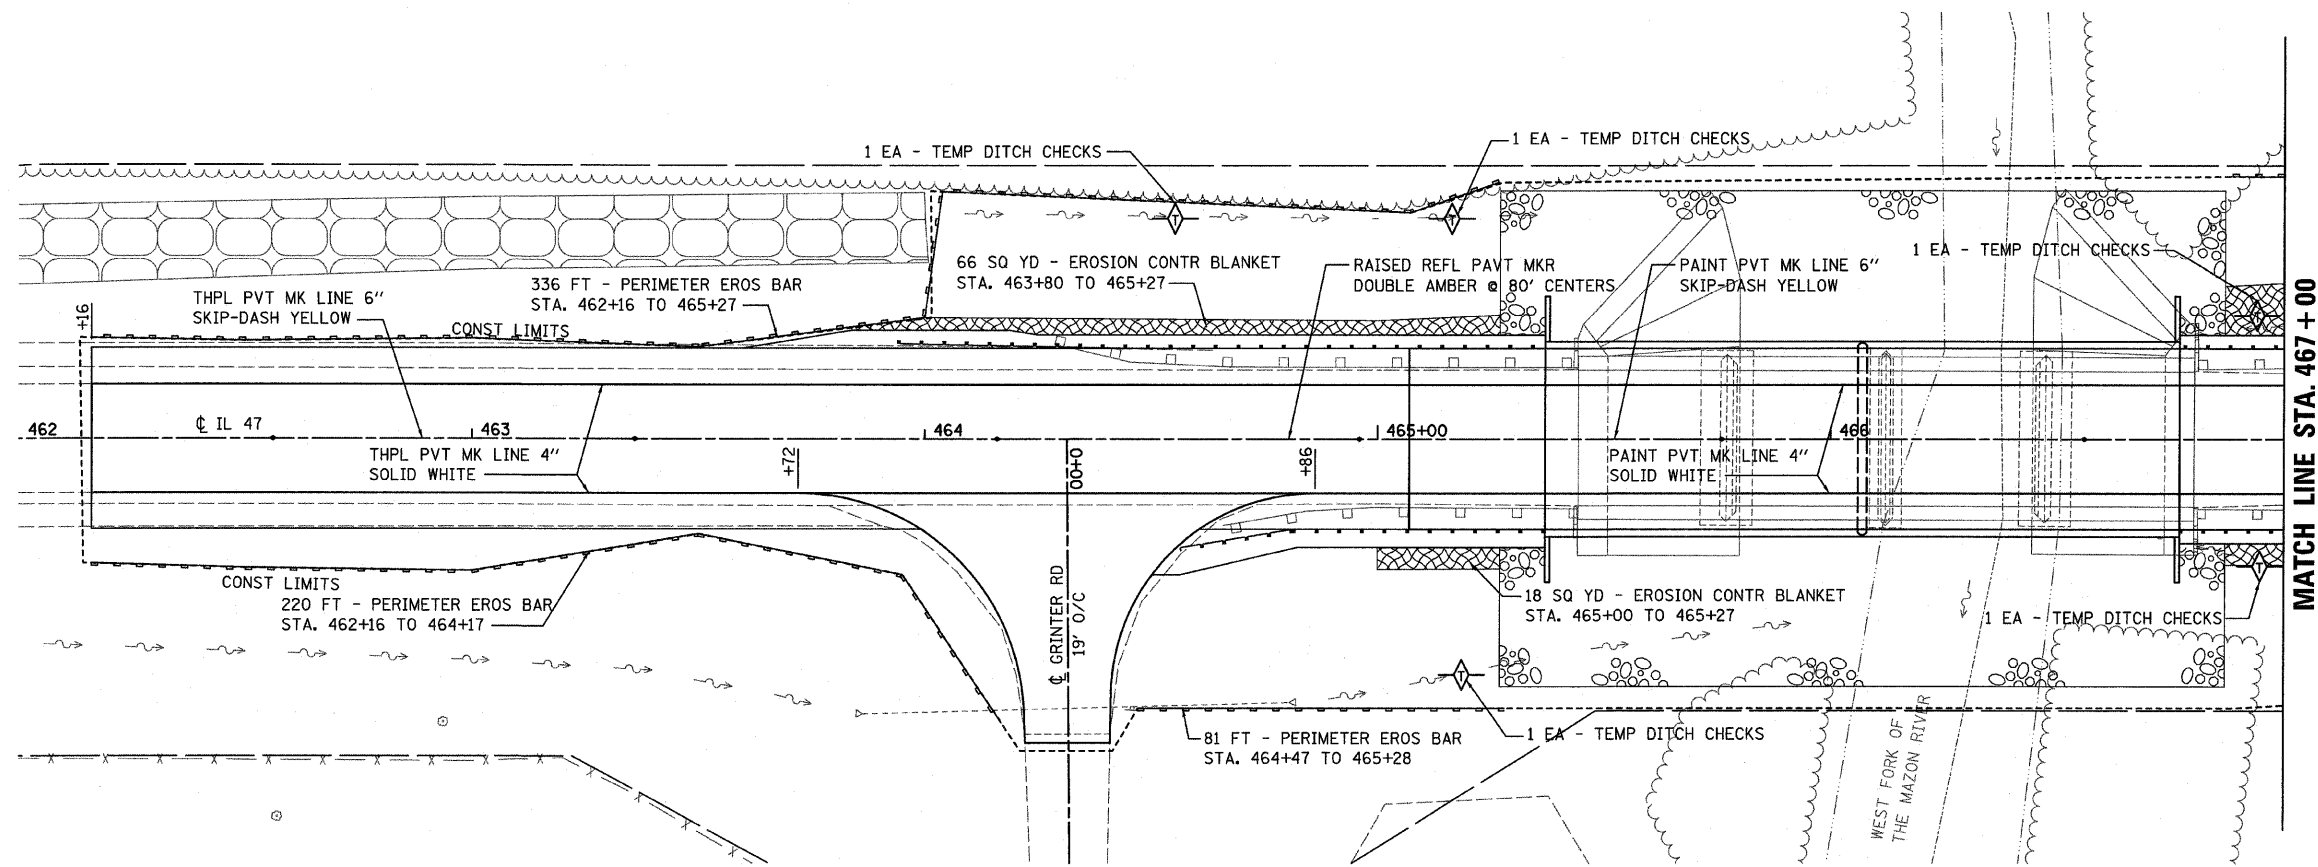 1 EA - TEMP DITCH CHECKS
1 EA - TEMP DITCH CHECKS
1 EA - TEMP DITCH CHECKS
T
T
T
66 SQ YD - EROSION CONTR BLANKET
STA. 463+80 TO 465+27
RAISED REFL PAVT MKR
DOUBLE AMBER @ 80' CENTERS
PAINT PVT MK LINE 6"
SKIP-DASH YELLOW
336 FT - PERIMETER EROS BAR
STA. 462+16 TO 465+27
THPL PVT MK LINE 6"
SKIP-DASH YELLOW
+16
CONST LIMITS
MATCH LINE STA. 467+00
462
℄ IL 47
463
464
465+00
466
THPL PVT MK LINE 4"
SOLID WHITE
+72
0+00
+86
PAINT PVT MK LINE 4"
SOLID WHITE
CONST LIMITS
220 FT - PERIMETER EROS BAR
STA. 462+16 TO 464+17
℄ GRINTER RD
19' O/C
18 SQ YD - EROSION CONTR BLANKET
STA. 465+00 TO 465+27
T
1 EA - TEMP DITCH CHECKS
T
81 FT - PERIMETER EROS BAR
STA. 464+47 TO 465+28
1 EA - TEMP DITCH CHECKS
WEST FORK OF
THE MAZON RIVER